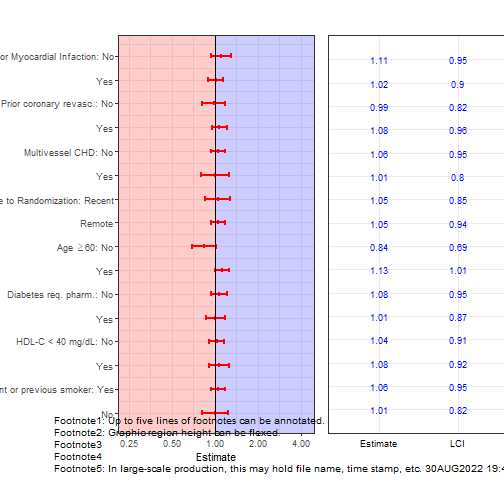 or Myocardial Infaction: No 1.11 0.95
Yes 1.02 0.9
Prior coronary revasc.: No 0.99 0.82
Yes 1.08 0.96
Multivessel CHD: No 1.06 0.95
Yes 1.01 0.8
e to Randomization: Recent 1.05 0.85
Remote 1.05 0.94
Age ≥60: No 0.84 0.69
Yes 1.13 1.01
Diabetes req. pharm.: No 1.08 0.95
Yes 1.01 0.87
HDL-C < 40 mg/dL: No 1.04 0.91
Yes 1.08 0.92
nt or previous smoker: Yes 1.06 0.95
No 1.01 0.82
Footnote1: Up to five lines of footnotes can be annotated.
Footnote2: Graphic region height can be flexed.
0.25 0.50 1.00 2.00 4.00 Estimate LCI
Footnote3
Footnote4 Estimate
Footnote5: In large-scale production, this may hold file name, time stamp, etc. 30AUG2022 19:4